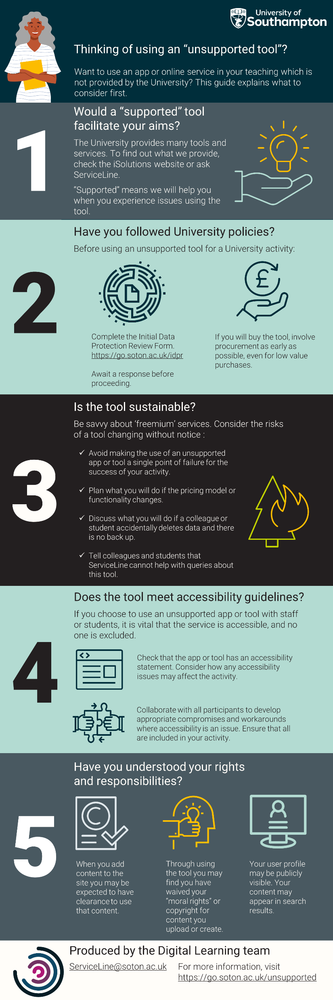 University of
Southampton
Thinking of using an “unsupported tool”?
Want to use an app or online service in your teaching which is
not provided by the University? This guide explains what to
consider first.
1
Would a “supported” tool
facilitate your aims?
The University provides many tools and
services. To find out what we provide,
check the iSolutions website or ask
ServiceLine.
“Supported” means we will help you
when you experience issues using the
tool.
2
Have you followed University policies?
Before using an unsupported tool for a University activity:
£
Complete the Initial Data
Protection Review Form.
https://go.soton.ac.uk/idpr
Await a response before
proceeding.
If you will buy the tool, involve
procurement as early as
possible, even for low value
purchases.
3
Is the tool sustainable?
Be savvy about ‘freemium’ services. Consider the risks
of a tool changing without notice :
✓ Avoid making the use of an unsupported
app or tool a single point of failure for the
success of your activity.
✓ Plan what you will do if the pricing model or
functionality changes.
✓ Discuss what you will do if a colleague or
student accidentally deletes data and there
is no back up.
✓ Tell colleagues and students that
ServiceLine cannot help with queries about
this tool.
4
Does the tool meet accessibility guidelines?
If you choose to use an unsupported app or tool with staff
or students, it is vital that the service is accessible, and no
one is excluded.
<>
Check that the app or tool has an accessibility
statement. Consider how any accessibility
issues may affect the activity.
Collaborate with all participants to develop
appropriate compromises and workarounds
where accessibility is an issue. Ensure that all
are included in your activity.
5
Have you understood your rights
and responsibilities?
C
When you add
content to the
site you may be
expected to have
clearance to use
that content.
Through using
the tool you may
find you have
waived your
“moral rights” or
copyright for
content you
upload or create.
Your user profile
may be publicly
visible. Your
content may
appear in search
results.
Produced by the Digital Learning team
ServiceLine@soton.ac.uk
For more information, visit
https://go.soton.ac.uk/unsupported